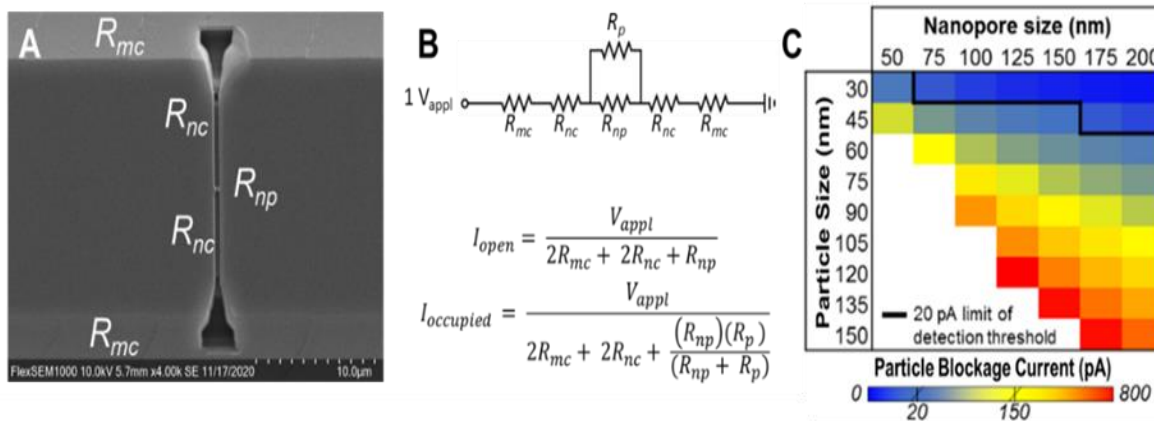 A
R_mc
R_nc
R_np
R_nc
R_mc
FlexSEM1000 10.0kV 5.7mm x4.00k SE 11/17/2020 10.0µm
B
R_p
1 V_appl
R_mc R_nc R_np R_nc R_mc
I_open = V_appl / (2R_mc + 2R_nc + R_np)
I_occupied = V_appl / (2R_mc + 2R_nc + (R_np)(R_p) / (R_np + R_p))
C
Nanopore size (nm)
50 75 100 125 150 175 200
Particle Size (nm)
30
45
60
75
90
105
120
135
150
20 pA limit of
detection threshold
Particle Blockage Current (pA)
0 20 150 800